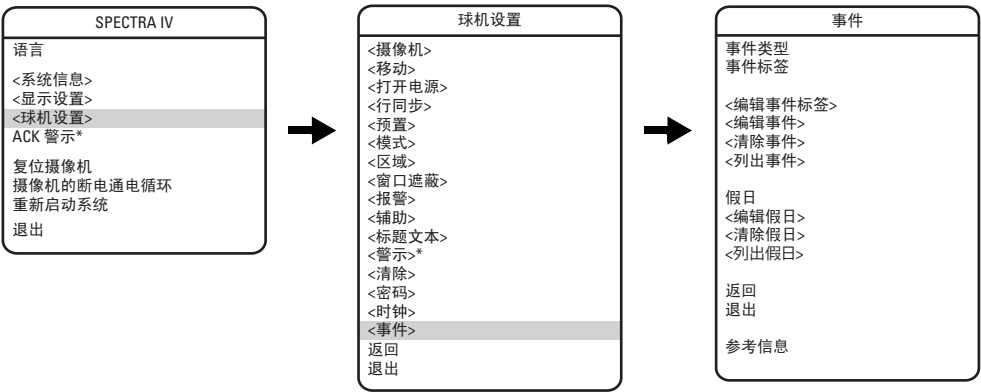 SPECTRA IV
语言
<系统信息>
<显示设置>
<球机设置>
ACK 警示*
复位摄像机
摄像机的断电通电循环
重新启动系统
退出
球机设置
<摄像机>
<移动>
<打开电源>
<行同步>
<预置>
<模式>
<区域>
<窗口遮蔽>
<报警>
<辅助>
<标题文本>
<警示>*
<清除>
<密码>
<时钟>
<事件>
返回
退出
事件
事件类型
事件标签
<编辑事件标签>
<编辑事件>
<清除事件>
<列出事件>
假日
<编辑假日>
<清除假日>
<列出假日>
返回
退出
参考信息